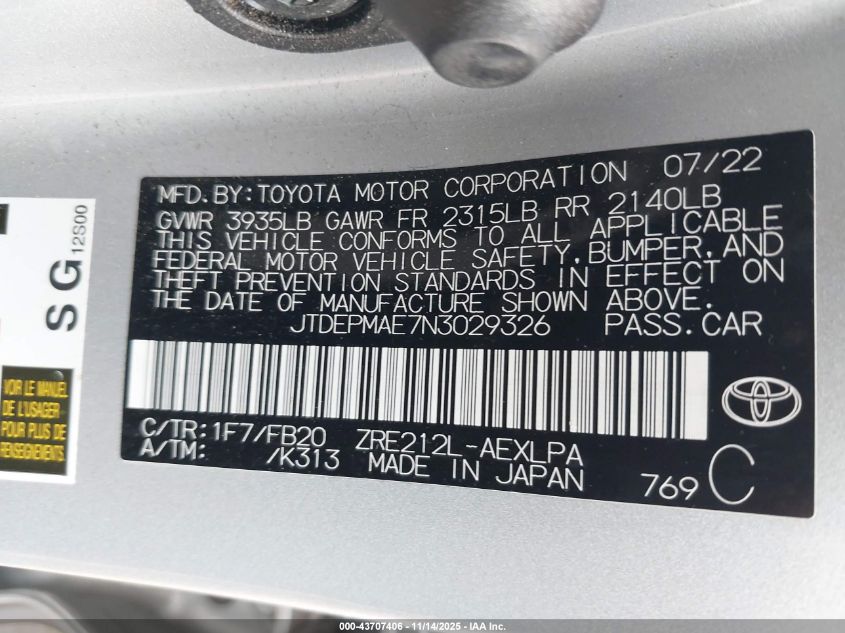 MFD. BY: TOYOTA MOTOR CORPORATION 07/22
GVWR 3935LB GAWR FR 2315LB RR 2140LB
THIS VEHICLE CONFORMS TO ALL APPLICABLE
FEDERAL MOTOR VEHICLE SAFETY, BUMPER, AND
THEFT PREVENTION STANDARDS IN EFFECT ON
THE DATE OF MANUFACTURE SHOWN ABOVE.
JTDEPMAE7N3029326 PASS. CAR
C/TR: 1F7/FB20 ZRE212L-AEXLPA
A/TM: /K313 MADE IN JAPAN
769 C
SG 12S00
VOIR LE MANUEL
DE L'USAGER
POUR PLUS DE
RENSEIGNEMENTS
000-43707406 - 11/14/2025 - IAA Inc.